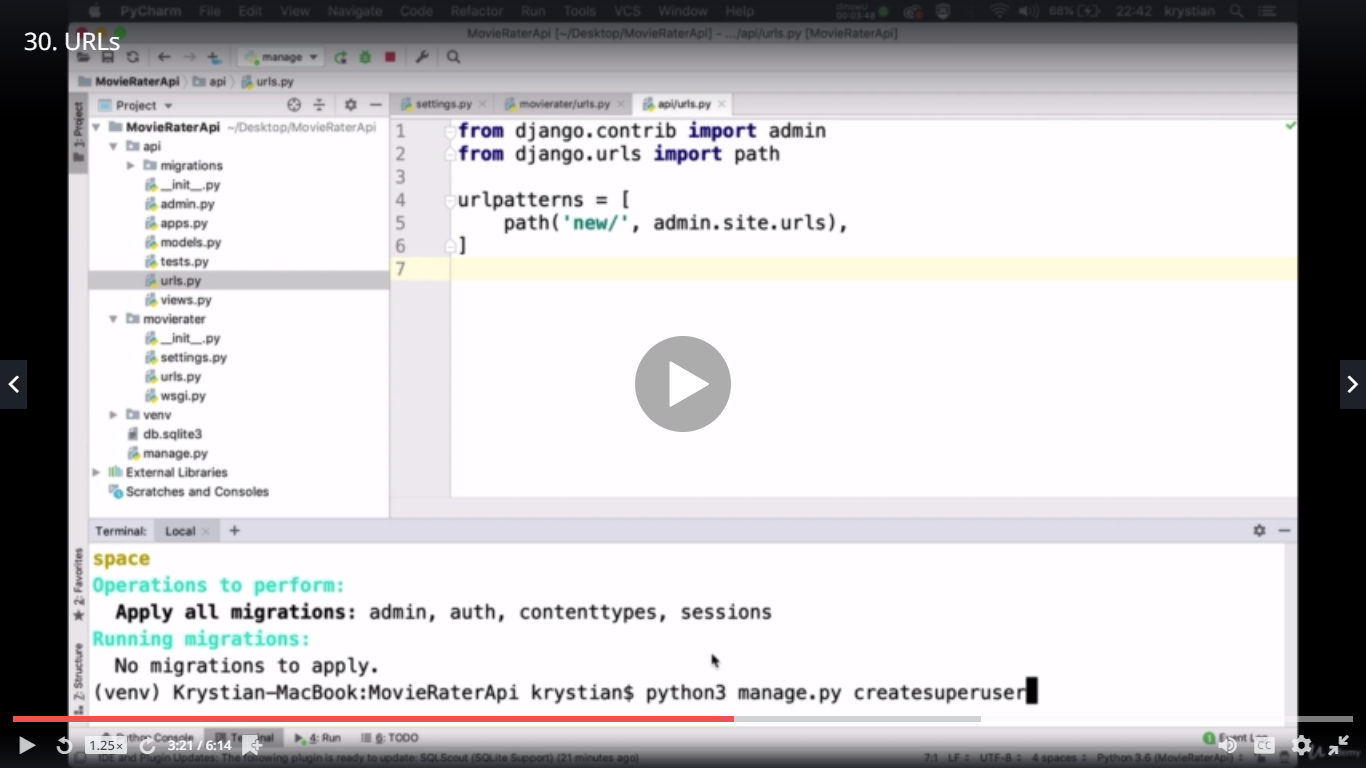 PyCharm File Edit View Navigate Code Refactor Run Tools VCS Window Help 00:03:48 68% 22:42 krystian
30. URLs
MovieRaterApi [~/Desktop/MovieRaterApi] - .../api/urls.py [MovieRaterApi]
manage
MovieRaterApi api urls.py
Project
settings.py movierater/urls.py api/urls.py
1: Project
MovieRaterApi ~/Desktop/MovieRaterApi
api
migrations
__init__.py
admin.py
apps.py
models.py
tests.py
urls.py
views.py
movierater
__init__.py
settings.py
urls.py
wsgi.py
venv
db.sqlite3
manage.py
External Libraries
Scratches and Consoles
1 from django.contrib import admin
2 from django.urls import path
3
4 urlpatterns = [
5 path('new/', admin.site.urls),
6 ]
7
Terminal: Local +
2: Favorites
7: Structure
space
Operations to perform:
Apply all migrations: admin, auth, contenttypes, sessions
Running migrations:
No migrations to apply.
(venv) Krystian-MacBook:MovieRaterApi krystian$ python3 manage.py createsuperuser
Python Console Terminal 4: Run 6: TODO Event Log
1.25x 3:21 / 6:14 CC
IDE and Plugin Updates: The following plugin is ready to update: SQLScout (SQLite Support) (21 minutes ago) 7:1 LF UTF-8 4 spaces Python 3.6 (MovieRaterApi)